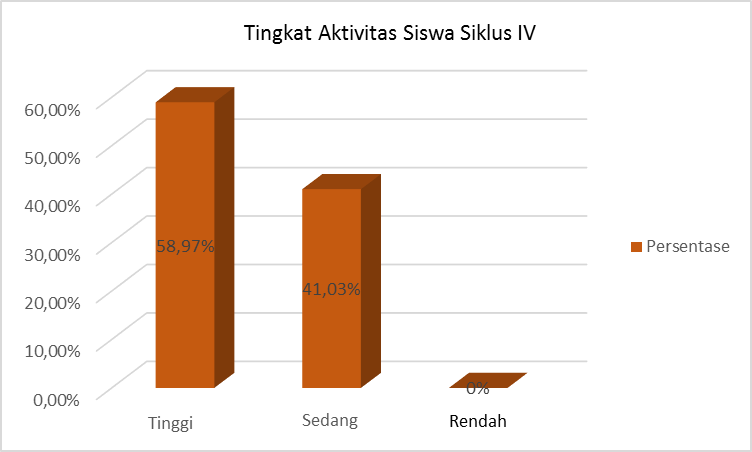 Tingkat Aktivitas Siswa Siklus IV
60,00%
50,00%
40,00%
30,00%
20,00%
10,00%
0,00%
58,97%
41,03%
0%
Tinggi
Sedang
Rendah
Persentase